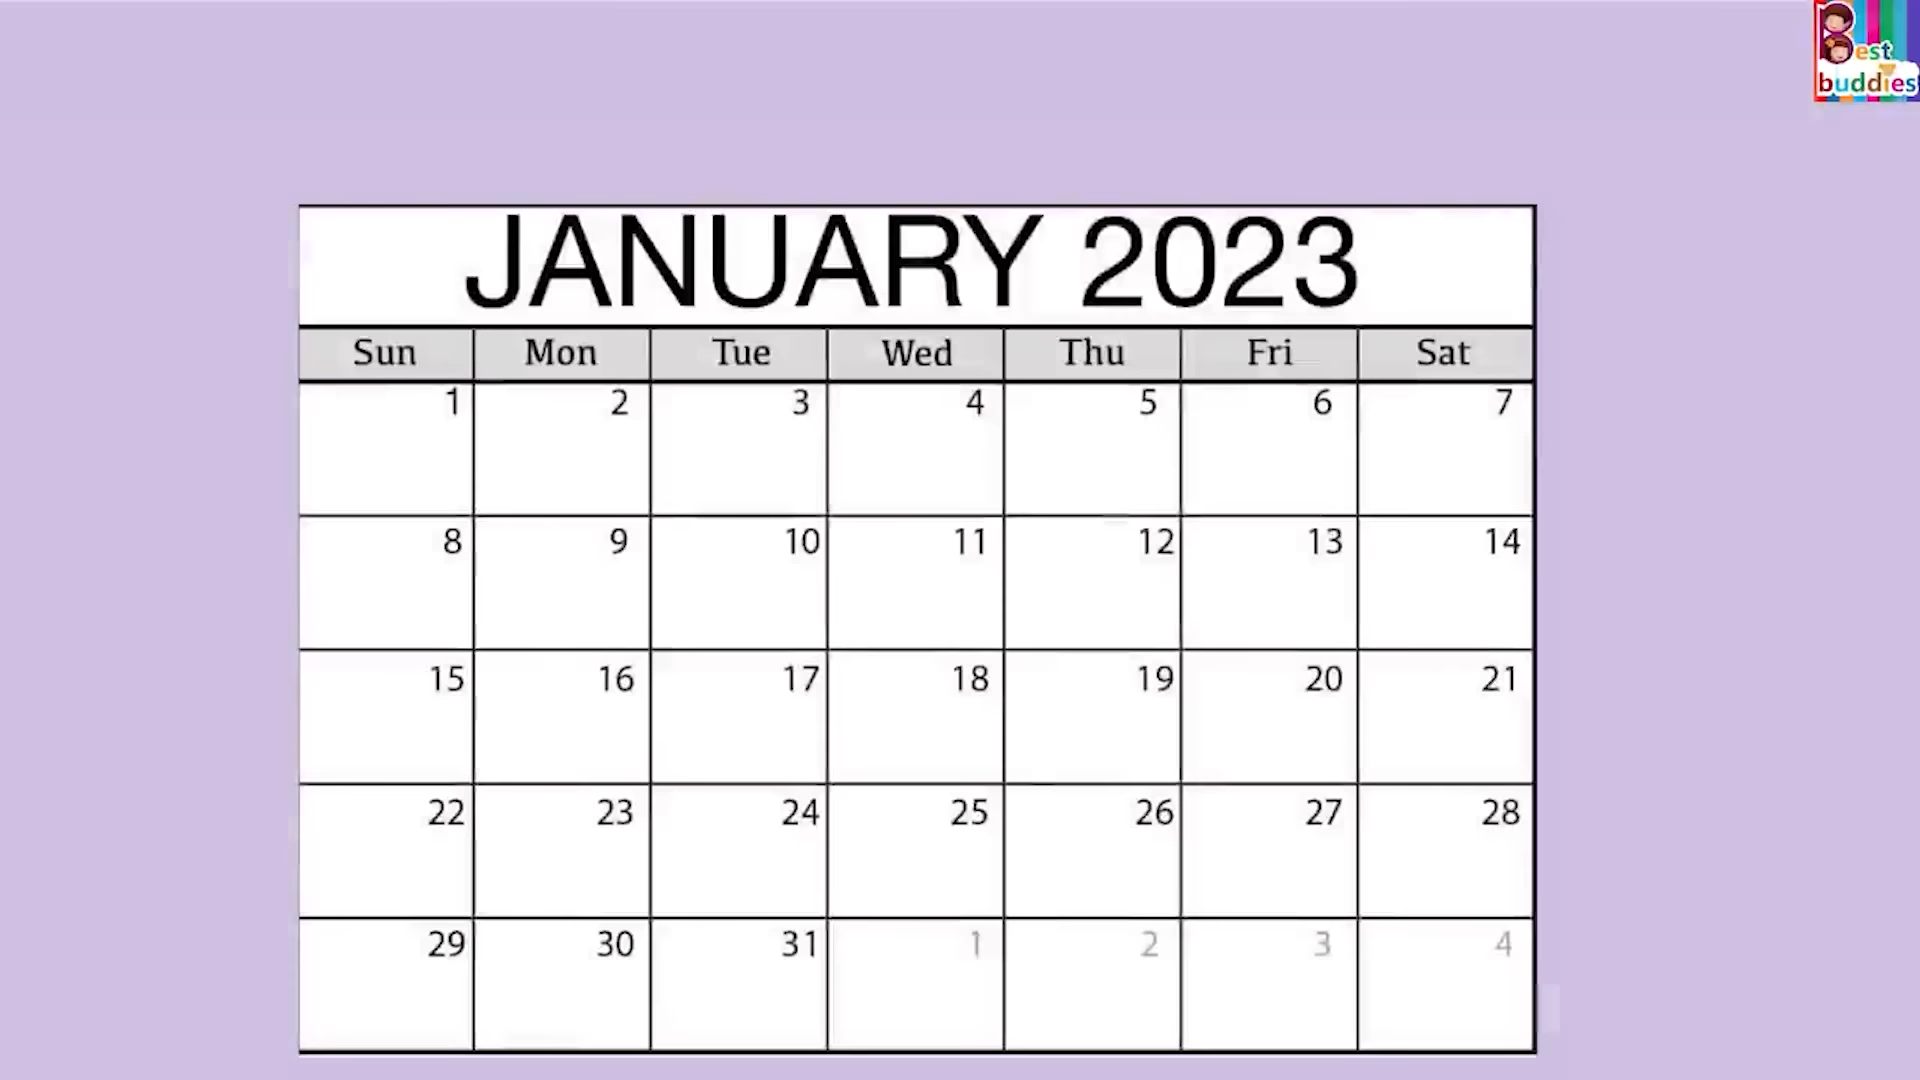 Best
buddies
JANUARY 2023
Sun Mon Tue Wed Thu Fri Sat
1 2 3 4 5 6 7
8 9 10 11 12 13 14
15 16 17 18 19 20 21
22 23 24 25 26 27 28
29 30 31 1 2 3 4